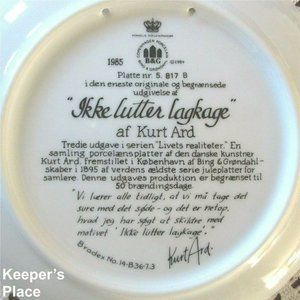 1985
B&G
©1984
Platte nr. 5. 817 B
i den eneste originale og begrænsede
udgivelse af
"Ikke lutter lagkage"
af Kurt Ard
Tredie udgave i serien "Livets realiteter." En
samling porcelænsplatter af den danske kunstner
Kurt Ard, fremstillet i København af Bing & Grøndahl-
skaber i 1895 af verdens ældste serie juleplatter for
samlere. Denne udgaves produktion er begrænset til
50 brændingsdage.
"Vi lærer alle tidligt, at vi må tage det
sure med det søde - og det er netop,
hvad jeg har søgt at skildre med
motivet 'Ikke lutter lagkage'."
Bradex No. 14-B36-7.3
Kurt Ard.
Keeper's
Place